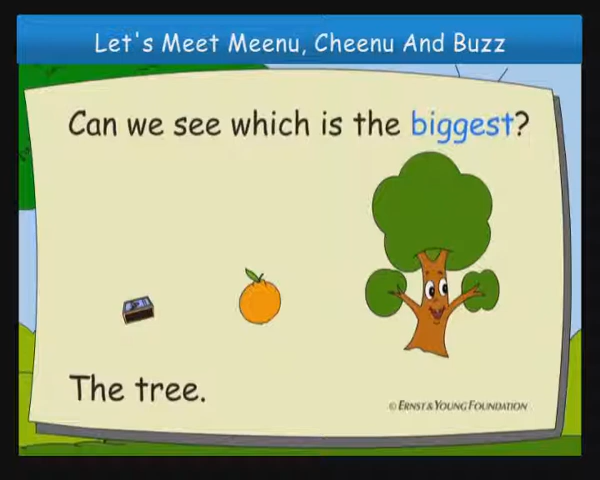 Let's Meet Meenu, Cheenu And Buzz
Can we see which is the biggest?
The tree.
© ERNST & YOUNG FOUNDATION